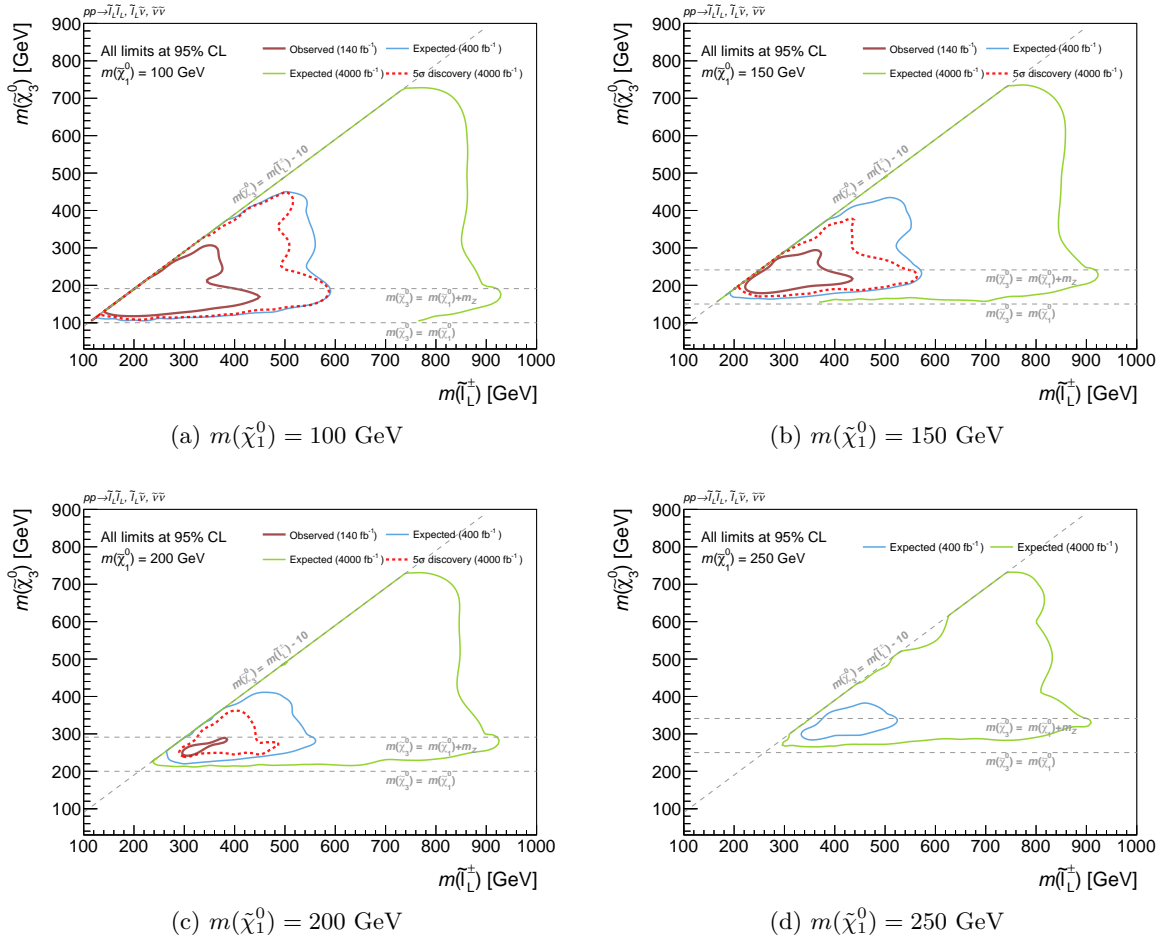 pp→l̃_L l̃_L, l̃_L ν̃, ν̃ν̃
m(χ̃₃⁰) [GeV]
All limits at 95% CL
m(χ̃₁⁰) = 100 GeV
Observed (140 fb⁻¹) Expected (400 fb⁻¹)
Expected (4000 fb⁻¹) 5σ discovery (4000 fb⁻¹)
900
800
700
600
500
400
300
200
100
m(χ̃₃⁰) = m(l̃_L^±) - 10
m(χ̃₃⁰) = m(χ̃₁⁰)+m_Z
m(χ̃₃⁰) = m(χ̃₁⁰)
100 200 300 400 500 600 700 800 900 1000
m(l̃_L^±) [GeV]
(a) m(χ̃₁⁰) = 100 GeV
pp→l̃_L l̃_L, l̃_L ν̃, ν̃ν̃
m(χ̃₃⁰) [GeV]
All limits at 95% CL
m(χ̃₁⁰) = 150 GeV
Observed (140 fb⁻¹) Expected (400 fb⁻¹)
Expected (4000 fb⁻¹) 5σ discovery (4000 fb⁻¹)
900
800
700
600
500
400
300
200
100
m(χ̃₃⁰) = m(l̃_L^±) - 10
m(χ̃₃⁰) = m(χ̃₁⁰)+m_Z
m(χ̃₃⁰) = m(χ̃₁⁰)
100 200 300 400 500 600 700 800 900 1000
m(l̃_L^±) [GeV]
(b) m(χ̃₁⁰) = 150 GeV
pp→l̃_L l̃_L, l̃_L ν̃, ν̃ν̃
m(χ̃₃⁰) [GeV]
All limits at 95% CL
m(χ̃₁⁰) = 200 GeV
Observed (140 fb⁻¹) Expected (400 fb⁻¹)
Expected (4000 fb⁻¹) 5σ discovery (4000 fb⁻¹)
900
800
700
600
500
400
300
200
100
m(χ̃₃⁰) = m(l̃_L^±) - 10
m(χ̃₃⁰) = m(χ̃₁⁰)+m_Z
m(χ̃₃⁰) = m(χ̃₁⁰)
100 200 300 400 500 600 700 800 900 1000
m(l̃_L^±) [GeV]
(c) m(χ̃₁⁰) = 200 GeV
pp→l̃_L l̃_L, l̃_L ν̃, ν̃ν̃
m(χ̃₃⁰) [GeV]
All limits at 95% CL
m(χ̃₁⁰) = 250 GeV
Expected (400 fb⁻¹) Expected (4000 fb⁻¹)
900
800
700
600
500
400
300
200
100
m(χ̃₃⁰) = m(l̃_L^±) - 10
m(χ̃₃⁰) = m(χ̃₁⁰)+m_Z
m(χ̃₃⁰) = m(χ̃₁⁰)
100 200 300 400 500 600 700 800 900 1000
m(l̃_L^±) [GeV]
(d) m(χ̃₁⁰) = 250 GeV